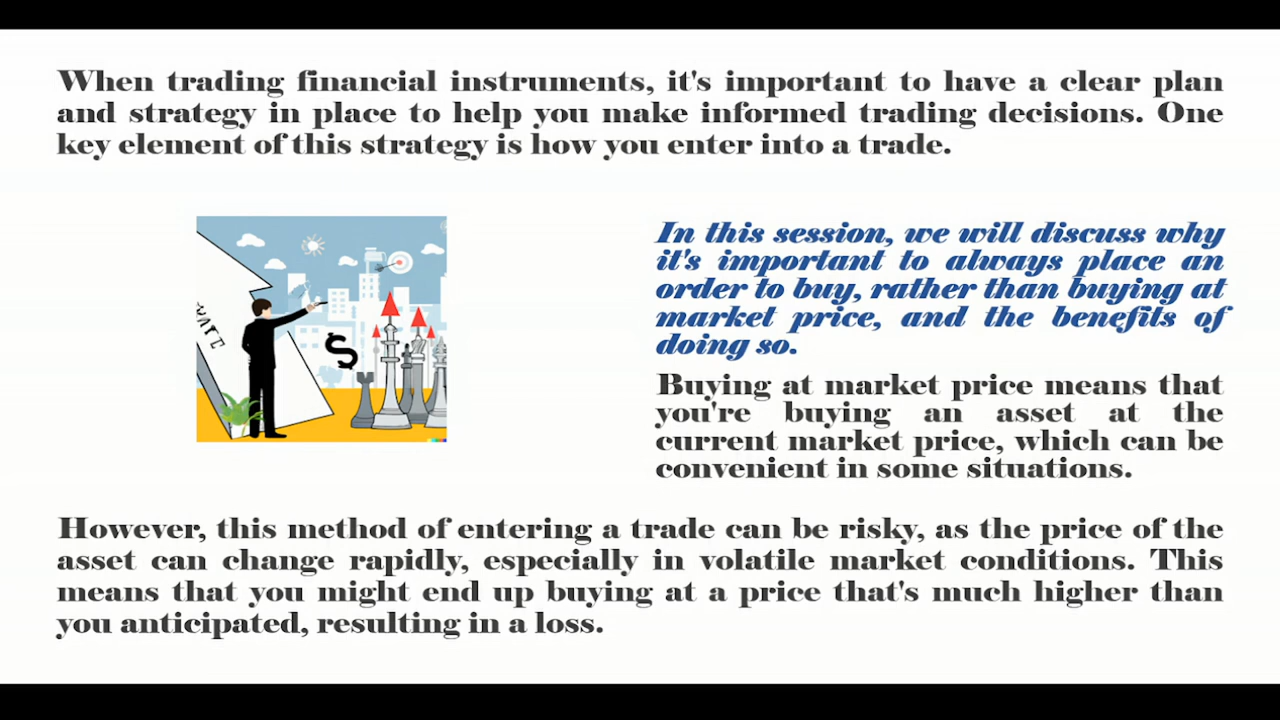 When trading financial instruments, it's important to have a clear plan
and strategy in place to help you make informed trading decisions. One
key element of this strategy is how you enter into a trade.
In this session, we will discuss why
it's important to always place an
order to buy, rather than buying at
market price, and the benefits of
doing so.
Buying at market price means that
you're buying an asset at the
current market price, which can be
convenient in some situations.
$
However, this method of entering a trade can be risky, as the price of the
asset can change rapidly, especially in volatile market conditions. This
means that you might end up buying at a price that's much higher than
you anticipated, resulting in a loss.